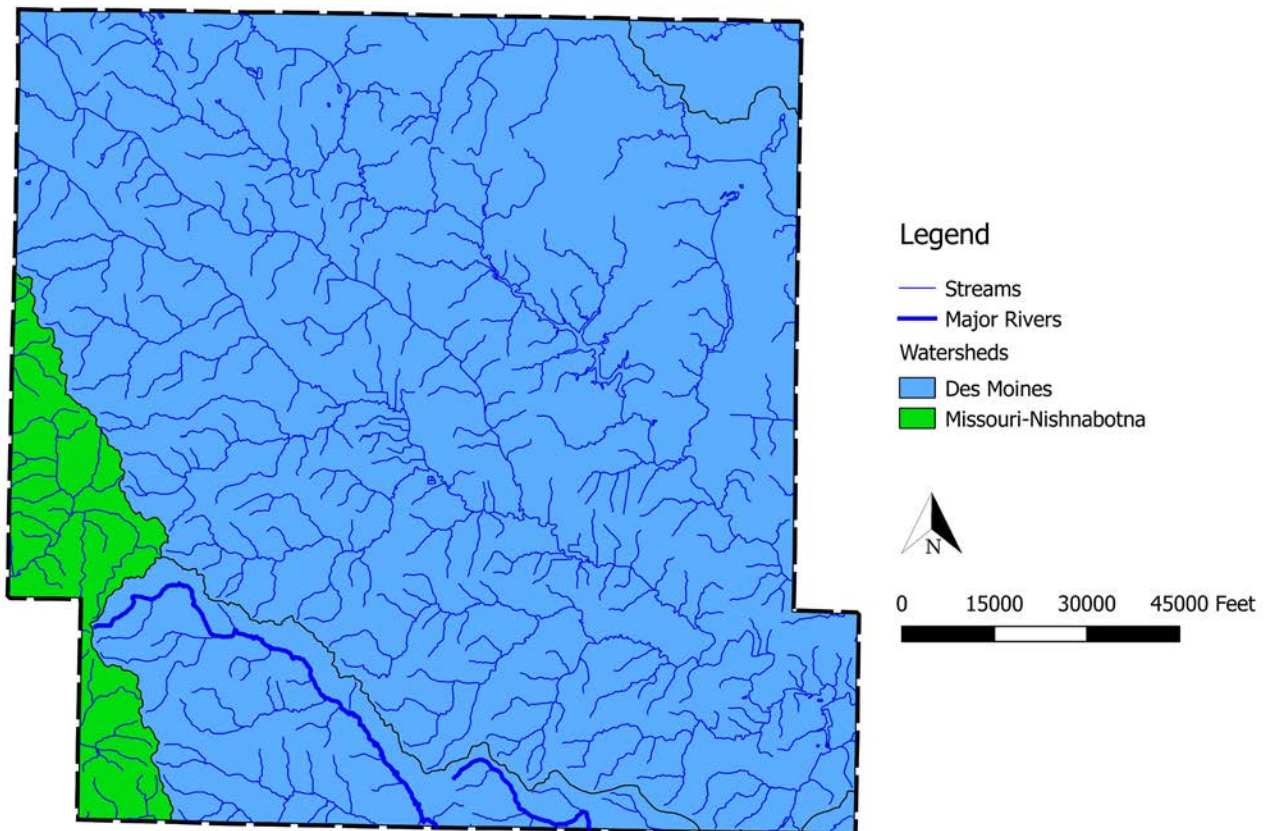 Legend
Streams
Major Rivers
Watersheds
Des Moines
Missouri-Nishnabotna
N
0 15000 30000 45000 Feet